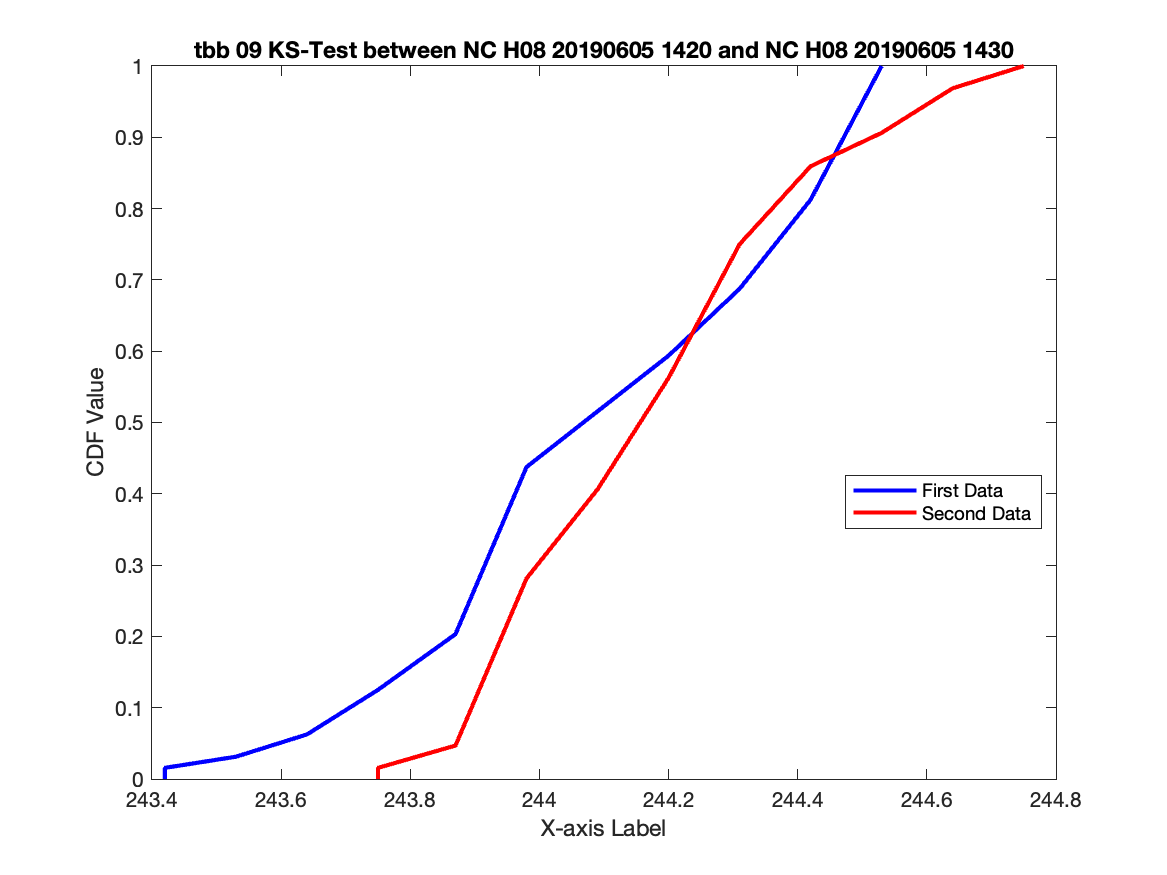 tbb 09 KS-Test between NC H08 20190605 1420 and NC H08 20190605 1430
1
0.9
0.8
0.7
0.6
0.5
0.4
0.3
0.2
0.1
0
CDF Value
First Data
Second Data
243.4 243.6 243.8 244 244.2 244.4 244.6 244.8
X-axis Label